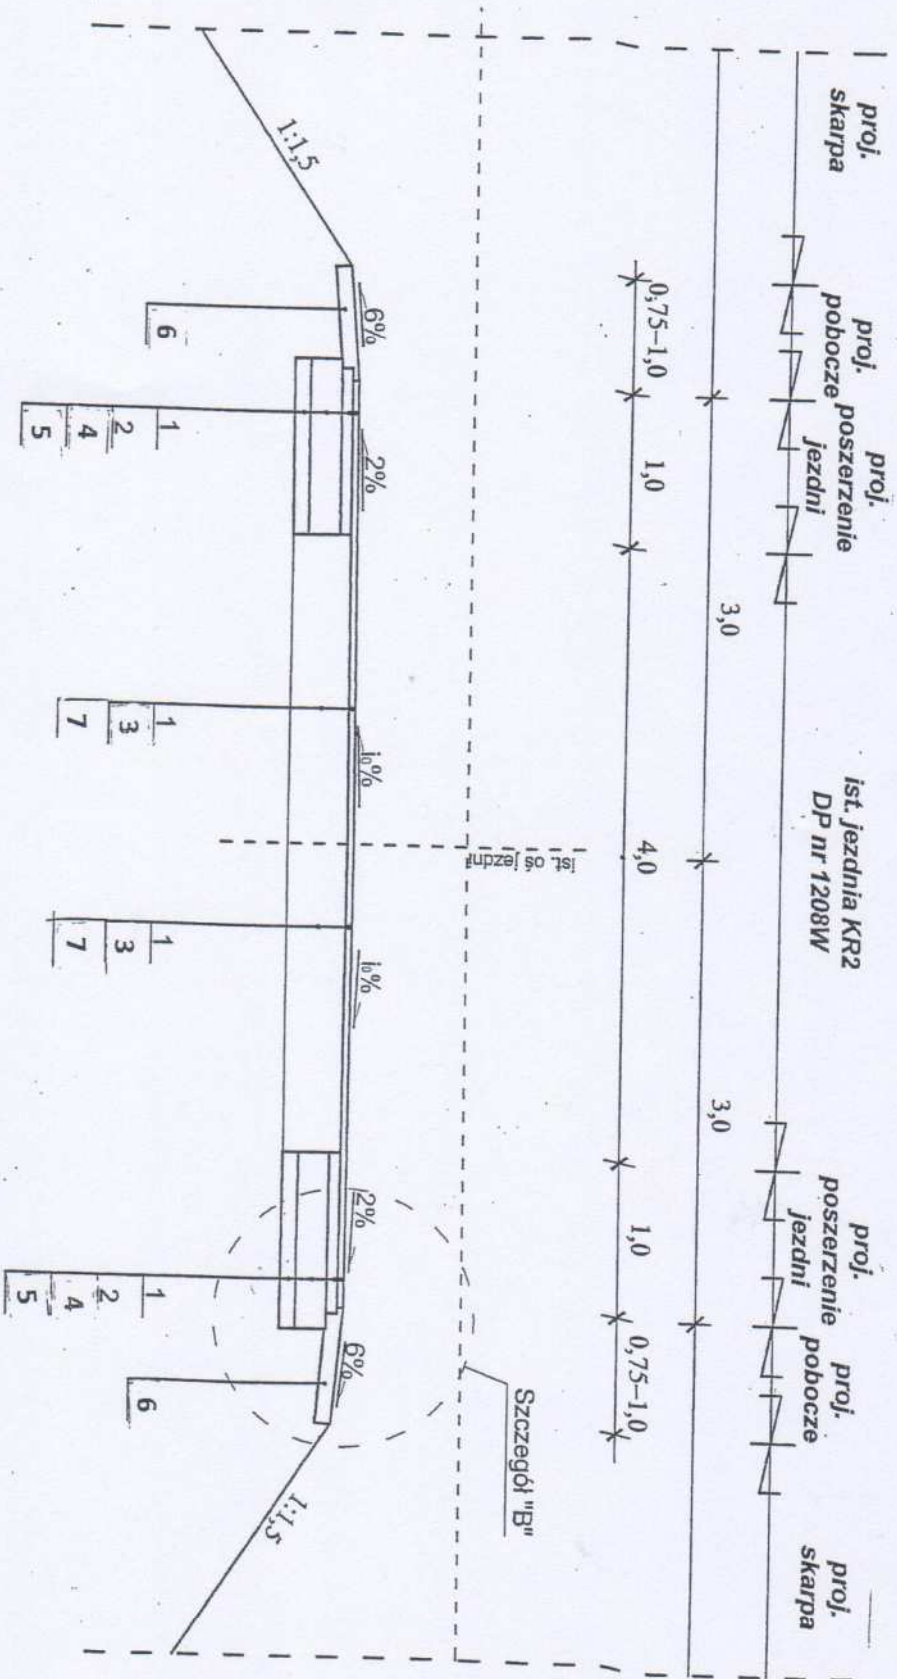 proj.
skarpa
proj.
pobocze
proj.
poszerzenie
jezdni
ist. jezdnia KR2
DP nr 1208W
proj.
poszerzenie
jezdni
proj.
pobocze
proj.
skarpa
3,0
3,0
0,75–1,0
1,0
4,0
1,0
0,75–1,0
ist. oś jezdni
Szczegół "B"
1:1,5
6%
2%
i₀%
i₀%
2%
6%
1:1,5
6
1
2
4
5
1
3
7
1
3
7
1
2
4
5
6